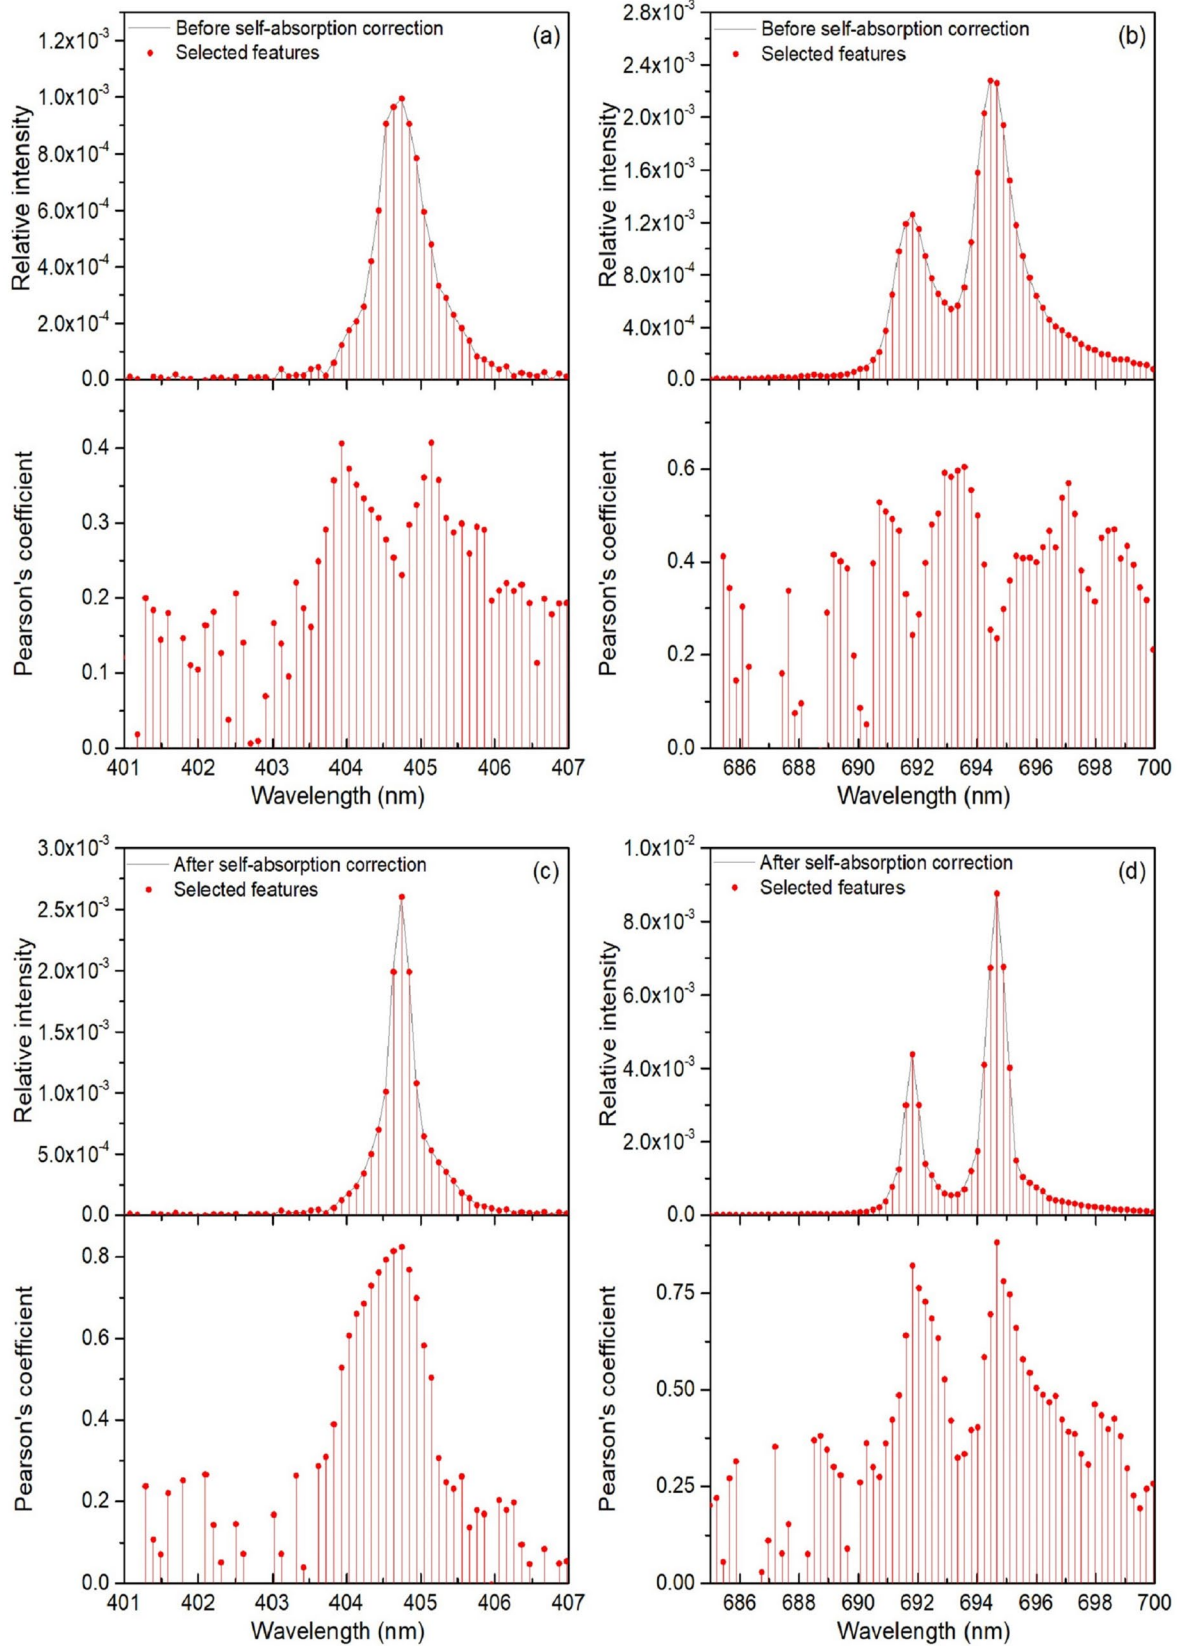 Before self-absorption correction
Selected features
(a)
Relative intensity
1.2x10-3
1.0x10-3
8.0x10-4
6.0x10-4
4.0x10-4
2.0x10-4
0.0
Pearson's coefficient
0.4
0.3
0.2
0.1
0.0
401 402 403 404 405 406 407
Wavelength (nm)
Before self-absorption correction
Selected features
(b)
Relative intensity
2.8x10-3
2.4x10-3
2.0x10-3
1.6x10-3
1.2x10-3
8.0x10-4
4.0x10-4
0.0
Pearson's coefficient
0.6
0.4
0.2
0.0
686 688 690 692 694 696 698 700
Wavelength (nm)
After self-absorption correction
Selected features
(c)
Relative intensity
3.0x10-3
2.5x10-3
2.0x10-3
1.5x10-3
1.0x10-3
5.0x10-4
0.0
Pearson's coefficient
0.8
0.6
0.4
0.2
0.0
401 402 403 404 405 406 407
Wavelength (nm)
After self-absorption correction
Selected features
(d)
Relative intensity
1.0x10-2
8.0x10-3
6.0x10-3
4.0x10-3
2.0x10-3
0.0
Pearson's coefficient
0.75
0.50
0.25
0.00
686 688 690 692 694 696 698 700
Wavelength (nm)